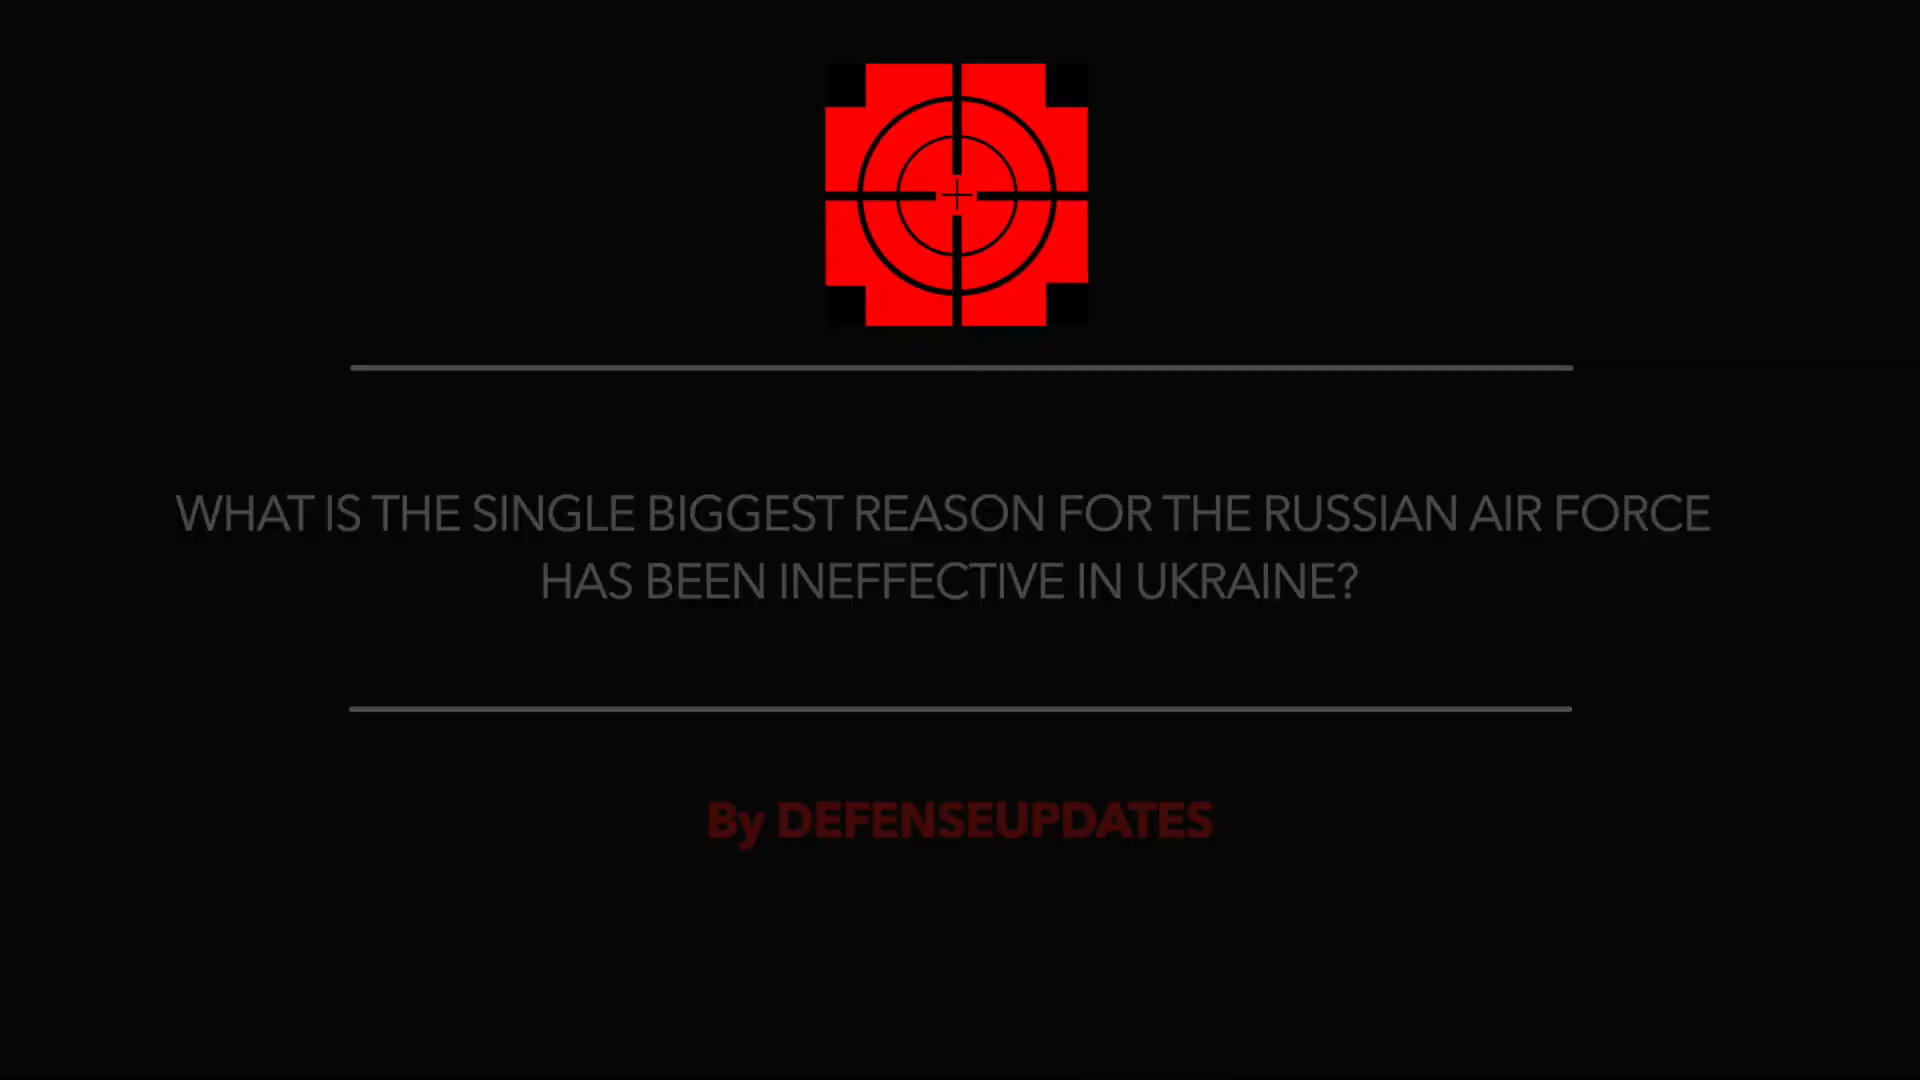 WHAT IS THE SINGLE BIGGEST REASON FOR THE RUSSIAN AIR FORCE
HAS BEEN INEFFECTIVE IN UKRAINE?
By DEFENSEUPDATES